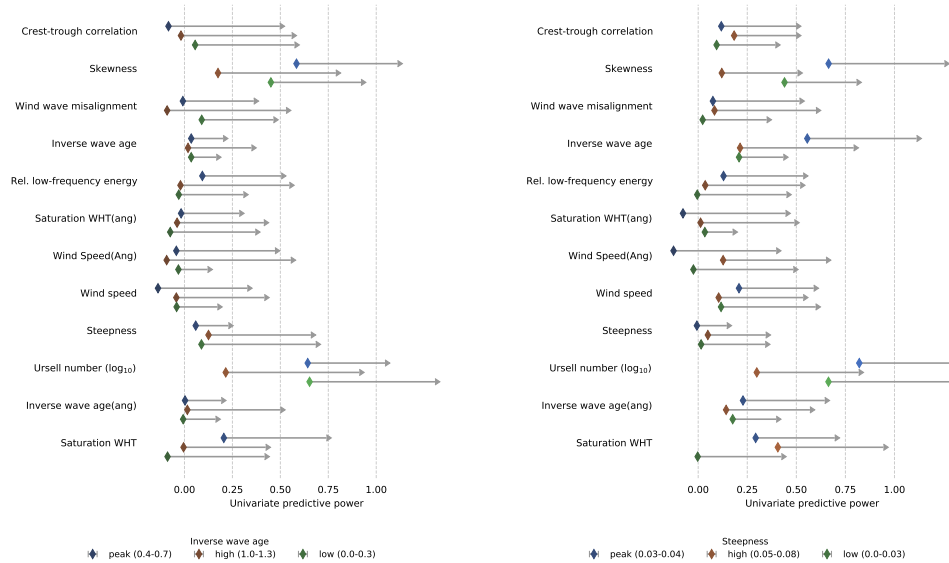 Crest-trough correlation
Skewness
Wind wave misalignment
Inverse wave age
Rel. low-frequency energy
Saturation WHT(ang)
Wind Speed(Ang)
Wind speed
Steepness
Ursell number (log₁₀)
Inverse wave age(ang)
Saturation WHT
0.00 0.25 0.50 0.75 1.00
Univariate predictive power
Inverse wave age
peak (0.4-0.7) high (1.0-1.3) low (0.0-0.3)
Crest-trough correlation
Skewness
Wind wave misalignment
Inverse wave age
Rel. low-frequency energy
Saturation WHT(ang)
Wind Speed(Ang)
Wind speed
Steepness
Ursell number (log₁₀)
Inverse wave age(ang)
Saturation WHT
0.00 0.25 0.50 0.75 1.00
Univariate predictive power
Steepness
peak (0.03-0.04) high (0.05-0.08) low (0.0-0.03)